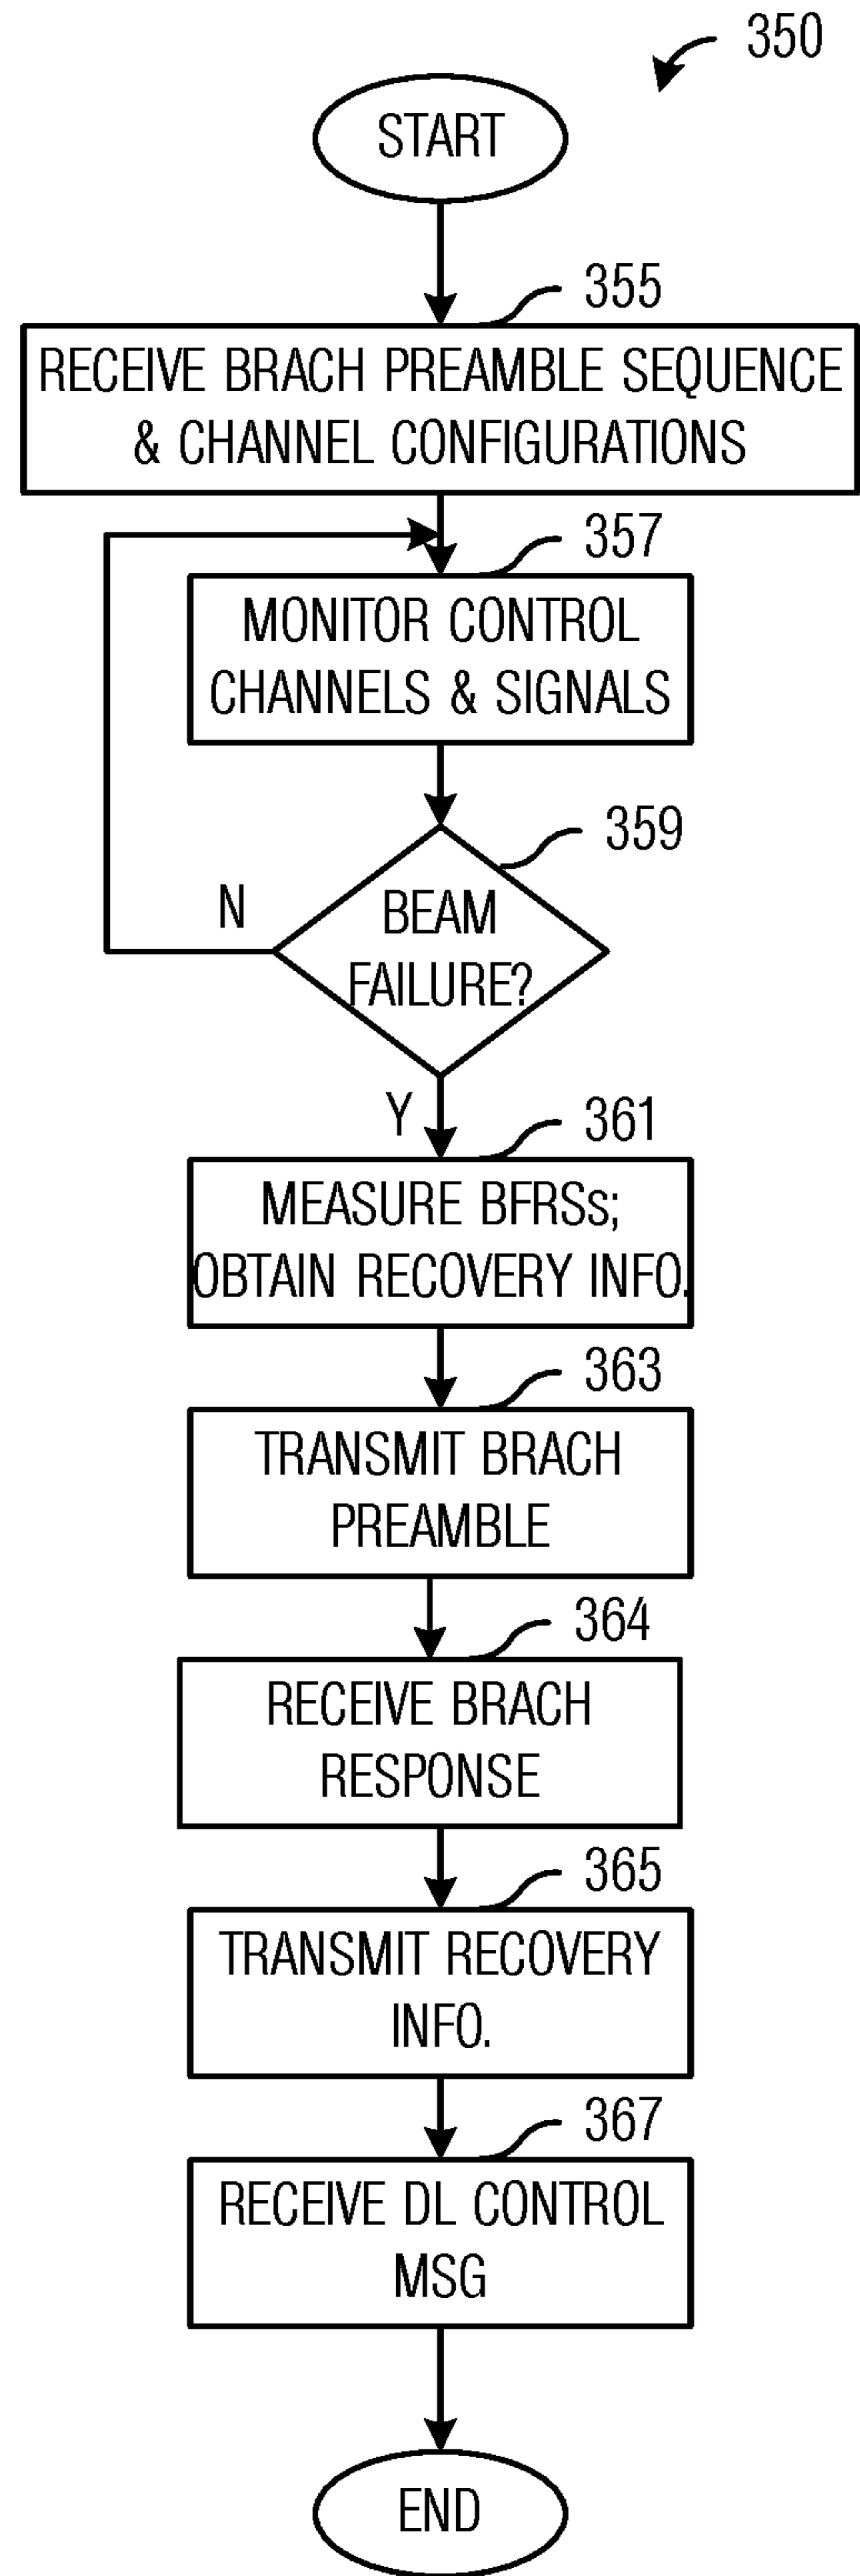 350
START
355
RECEIVE BRACH PREAMBLE SEQUENCE
& CHANNEL CONFIGURATIONS
357
MONITOR CONTROL
CHANNELS & SIGNALS
359
N
BEAM
FAILURE?
Y
361
MEASURE BFRSs;
OBTAIN RECOVERY INFO.
363
TRANSMIT BRACH
PREAMBLE
364
RECEIVE BRACH
RESPONSE
365
TRANSMIT RECOVERY
INFO.
367
RECEIVE DL CONTROL
MSG
END